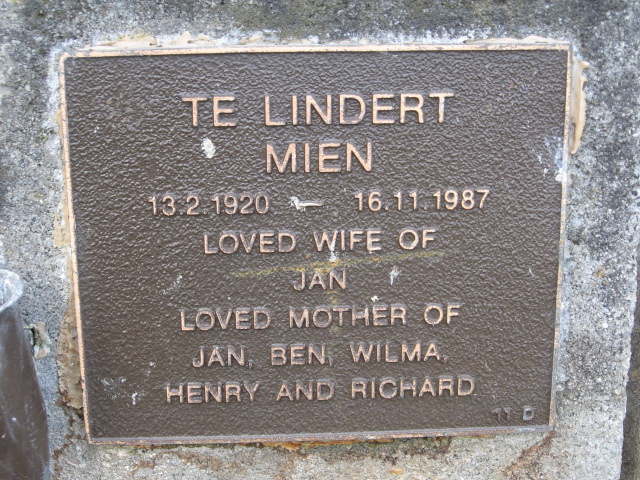 TE LINDERT
MIEN
13.2.1920 – 16.11.1987
LOVED WIFE OF
JAN
LOVED MOTHER OF
JAN, BEN, WILMA,
HENRY AND RICHARD.
D